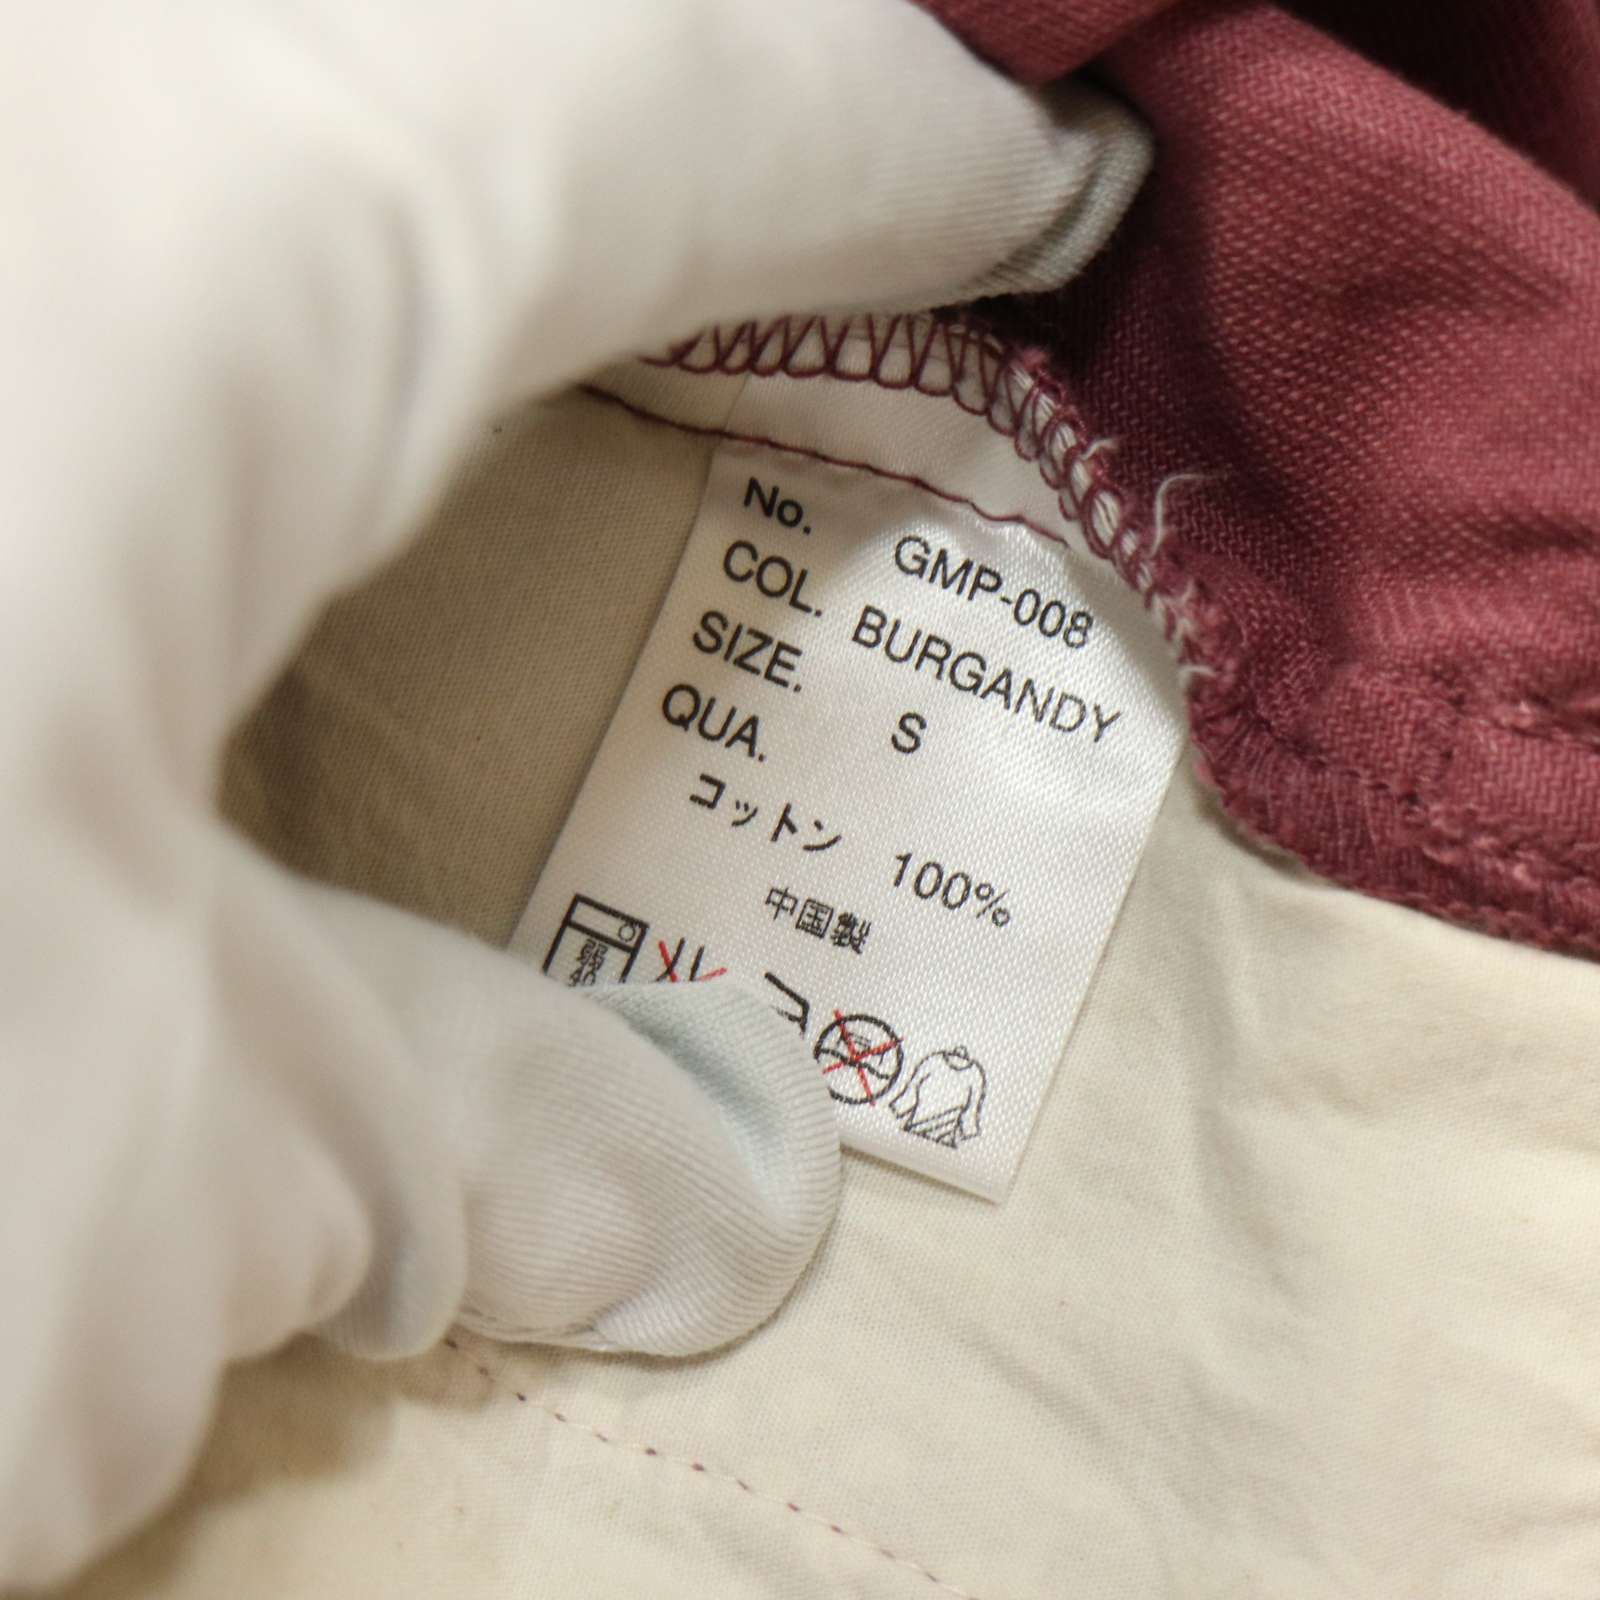 No. GMP-008
COL. BURGANDY
SIZE. S
QUA.
コットン 100%
中国製